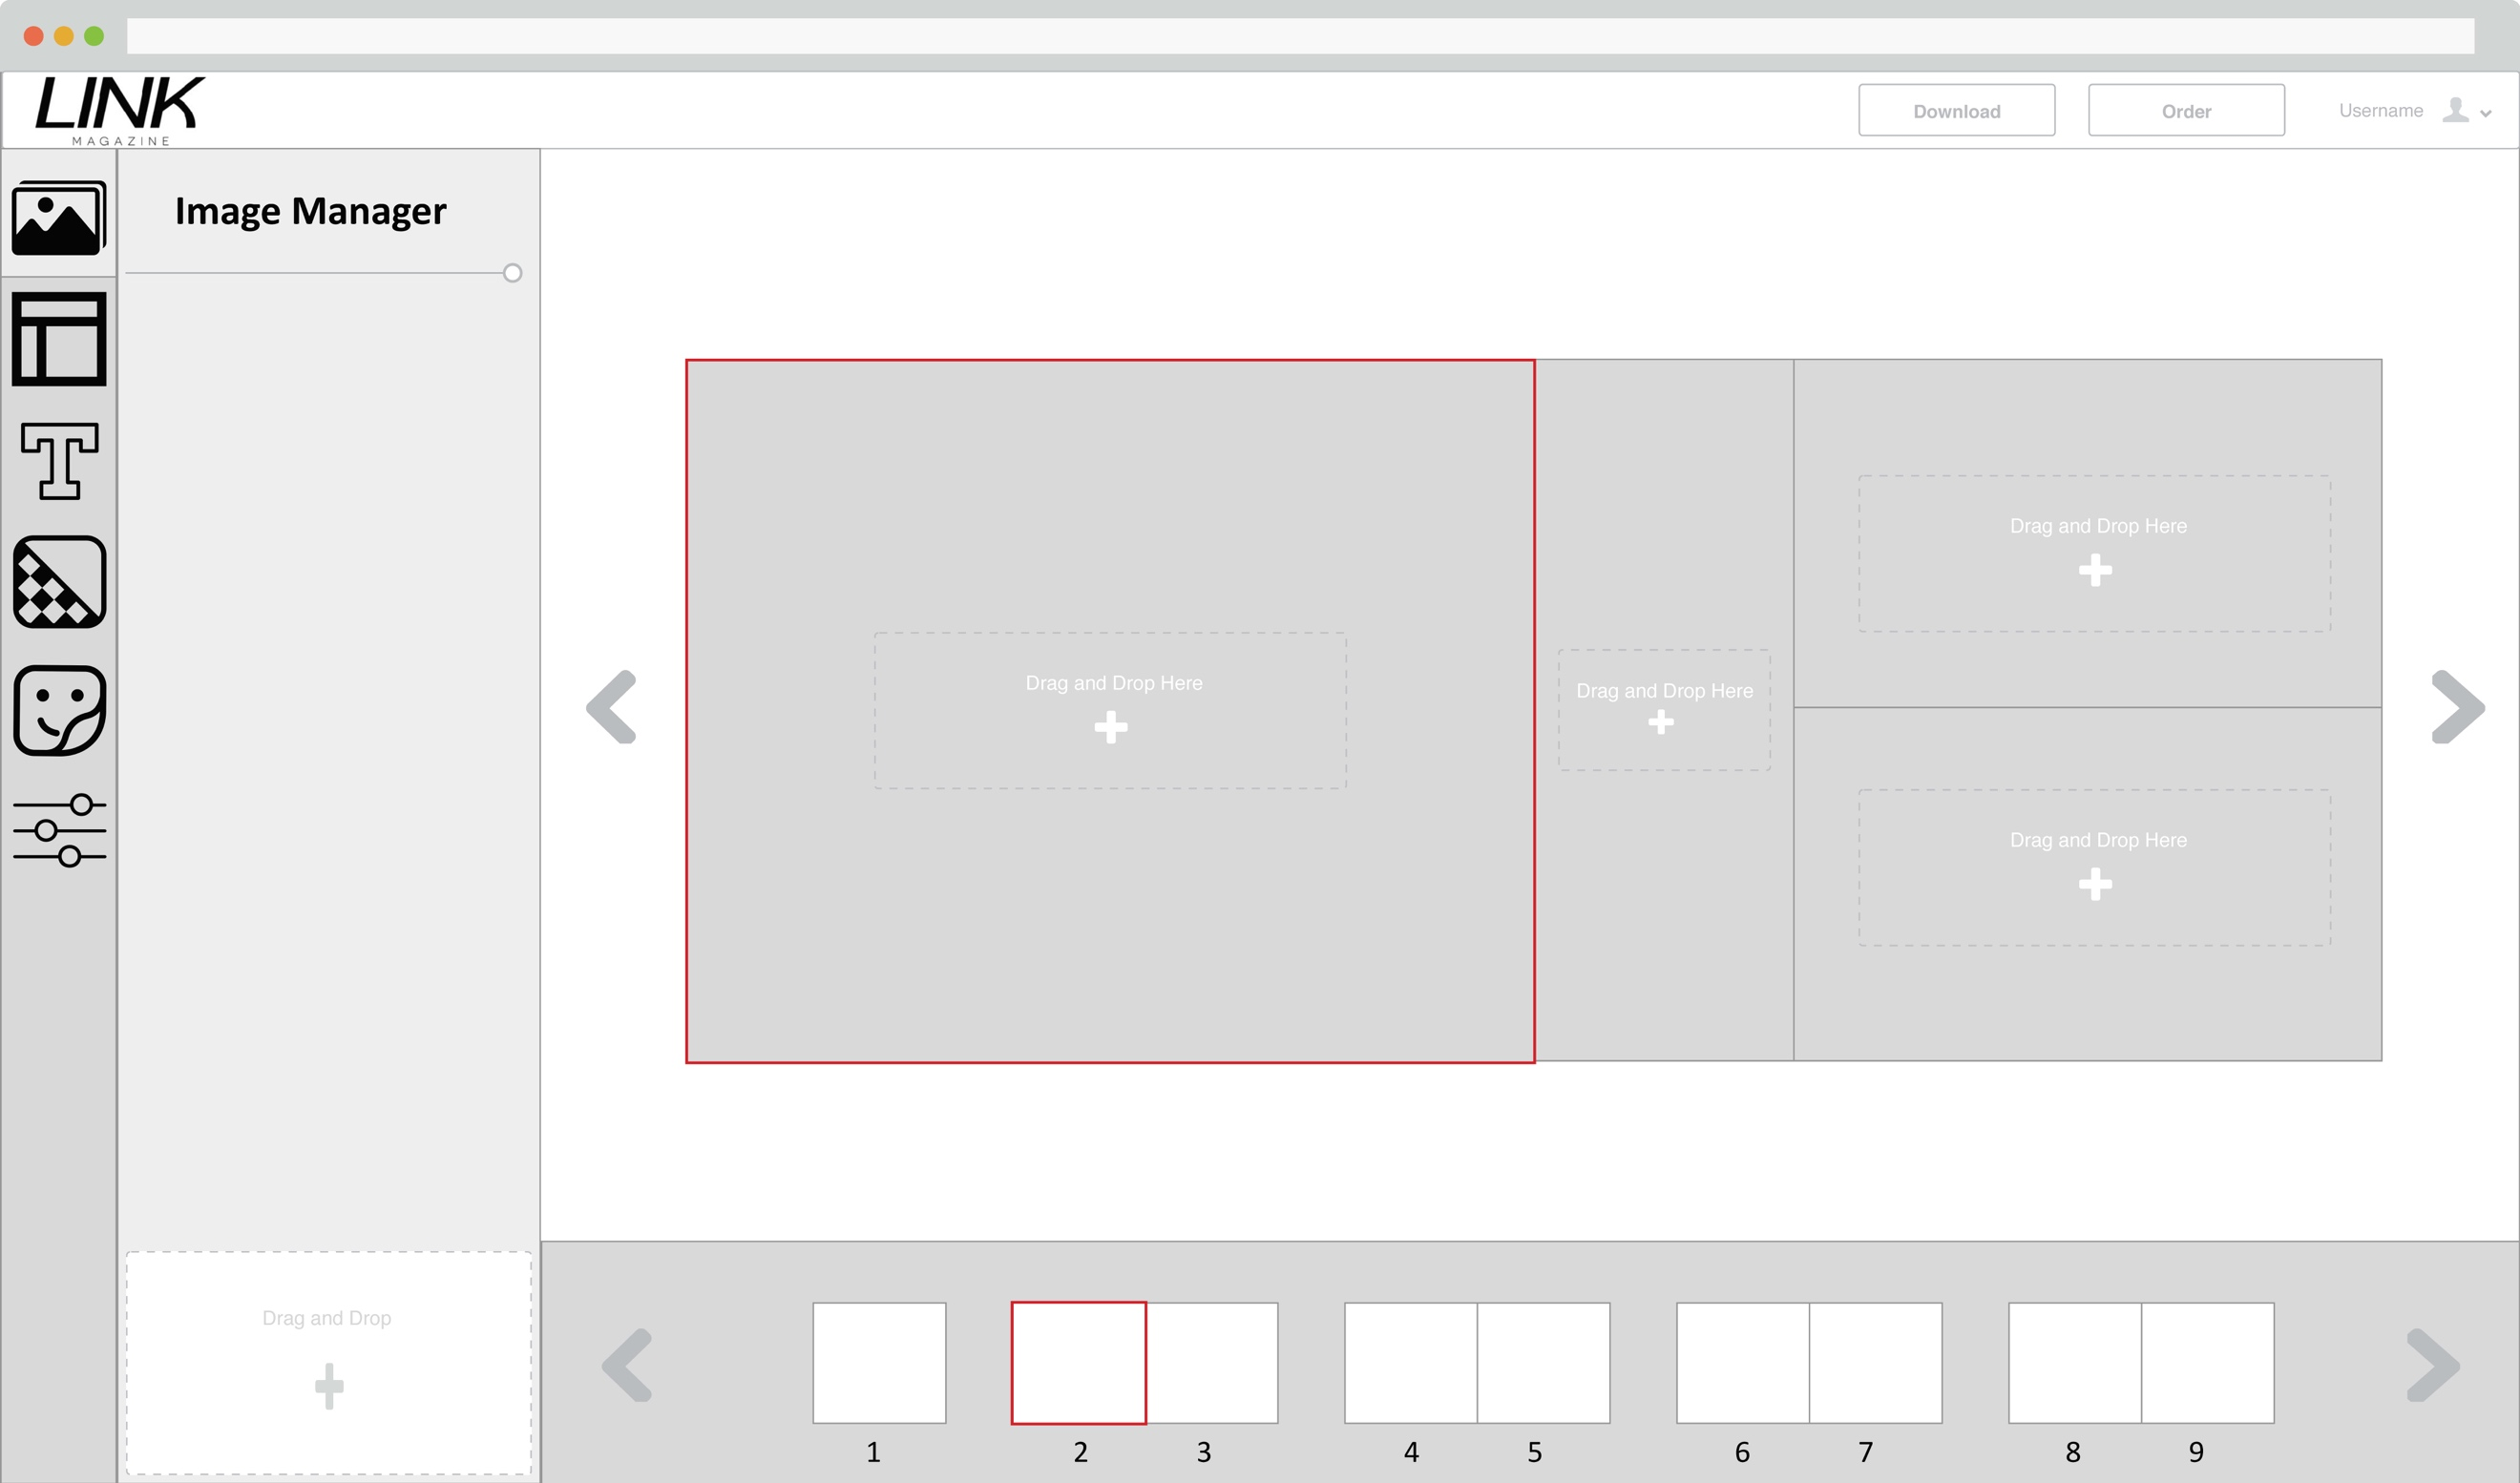 LINK
MAGAZINE
Download
Order
Username
Image Manager
Drag and Drop Here
Drag and Drop Here
Drag and Drop Here
Drag and Drop Here
Drag and Drop
1 2 3 4 5 6 7 8 9